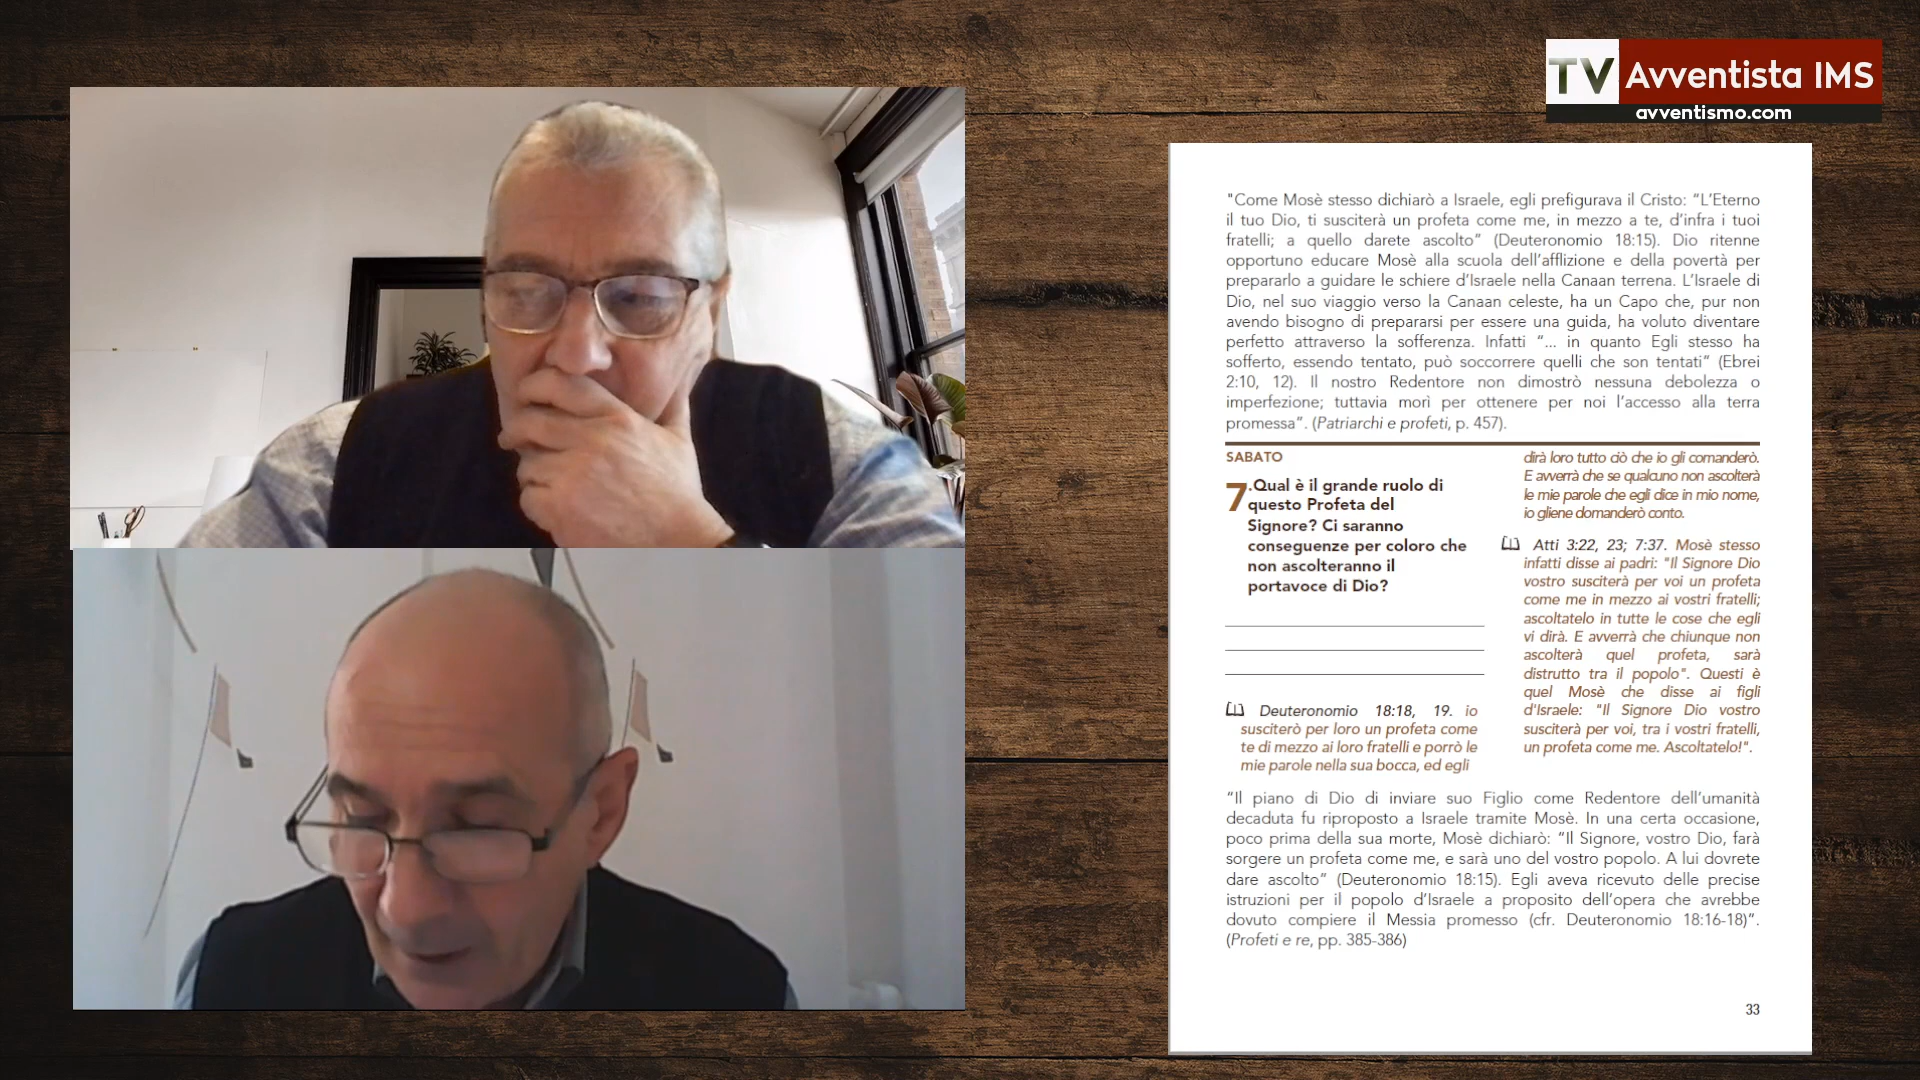 TV Avventista IMS
avventismo.com
"Come Mosè stesso dichiarò a Israele, egli prefigurava il Cristo: “L’Eterno
il tuo Dio, ti susciterà un profeta come me, in mezzo a te, d’infra i tuoi
fratelli; a quello darete ascolto” (Deuteronomio 18:15). Dio ritenne
opportuno educare Mosè alla scuola dell’afflizione e della povertà per
prepararlo a guidare le schiere d’Israele nella Canaan terrena. L’Israele di
Dio, nel suo viaggio verso la Canaan celeste, ha un Capo che, pur non
avendo bisogno di prepararsi per essere una guida, ha voluto diventare
perfetto attraverso la sofferenza. Infatti “... in quanto Egli stesso ha
sofferto, essendo tentato, può soccorrere quelli che son tentati” (Ebrei
2:10, 12). Il nostro Redentore non dimostrò nessuna debolezza o
imperfezione; tuttavia morì per ottenere per noi l’accesso alla terra
promessa”. (Patriarchi e profeti, p. 457).
SABATO
7.Qual è il grande ruolo di
questo Profeta del
Signore? Ci saranno
conseguenze per coloro che
non ascolteranno il
portavoce di Dio?
Deuteronomio 18:18, 19. io
susciterò per loro un profeta come
te di mezzo ai loro fratelli e porrò le
mie parole nella sua bocca, ed egli
dirà loro tutto ciò che io gli comanderò.
E avverrà che se qualcuno non ascolterà
le mie parole che egli dice in mio nome,
io gliene domanderò conto.
Atti 3:22, 23; 7:37. Mosè stesso
infatti disse ai padri: "Il Signore Dio
vostro susciterà per voi un profeta
come me in mezzo ai vostri fratelli;
ascoltatelo in tutte le cose che egli
vi dirà. E avverrà che chiunque non
ascolterà quel profeta, sarà
distrutto tra il popolo". Questi è
quel Mosè che disse ai figli
d'Israele: "Il Signore Dio vostro
susciterà per voi, tra i vostri fratelli,
un profeta come me. Ascoltatelo!".
“Il piano di Dio di inviare suo Figlio come Redentore dell’umanità
decaduta fu riproposto a Israele tramite Mosè. In una certa occasione,
poco prima della sua morte, Mosè dichiarò: “Il Signore, vostro Dio, farà
sorgere un profeta come me, e sarà uno del vostro popolo. A lui dovrete
dare ascolto” (Deuteronomio 18:15). Egli aveva ricevuto delle precise
istruzioni per il popolo d’Israele a proposito dell’opera che avrebbe
dovuto compiere il Messia promesso (cfr. Deuteronomio 18:16-18)”.
(Profeti e re, pp. 385-386)
33